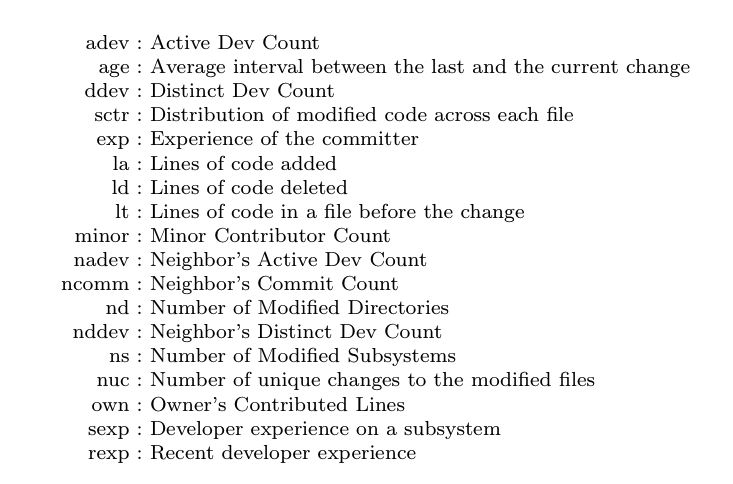 adev : Active Dev Count
age : Average interval between the last and the current change
ddev : Distinct Dev Count
sctr : Distribution of modified code across each file
exp : Experience of the committer
la : Lines of code added
ld : Lines of code deleted
lt : Lines of code in a file before the change
minor : Minor Contributor Count
nadev : Neighbor's Active Dev Count
ncomm : Neighbor's Commit Count
nd : Number of Modified Directories
nddev : Neighbor's Distinct Dev Count
ns : Number of Modified Subsystems
nuc : Number of unique changes to the modified files
own : Owner's Contributed Lines
sexp : Developer experience on a subsystem
rexp : Recent developer experience